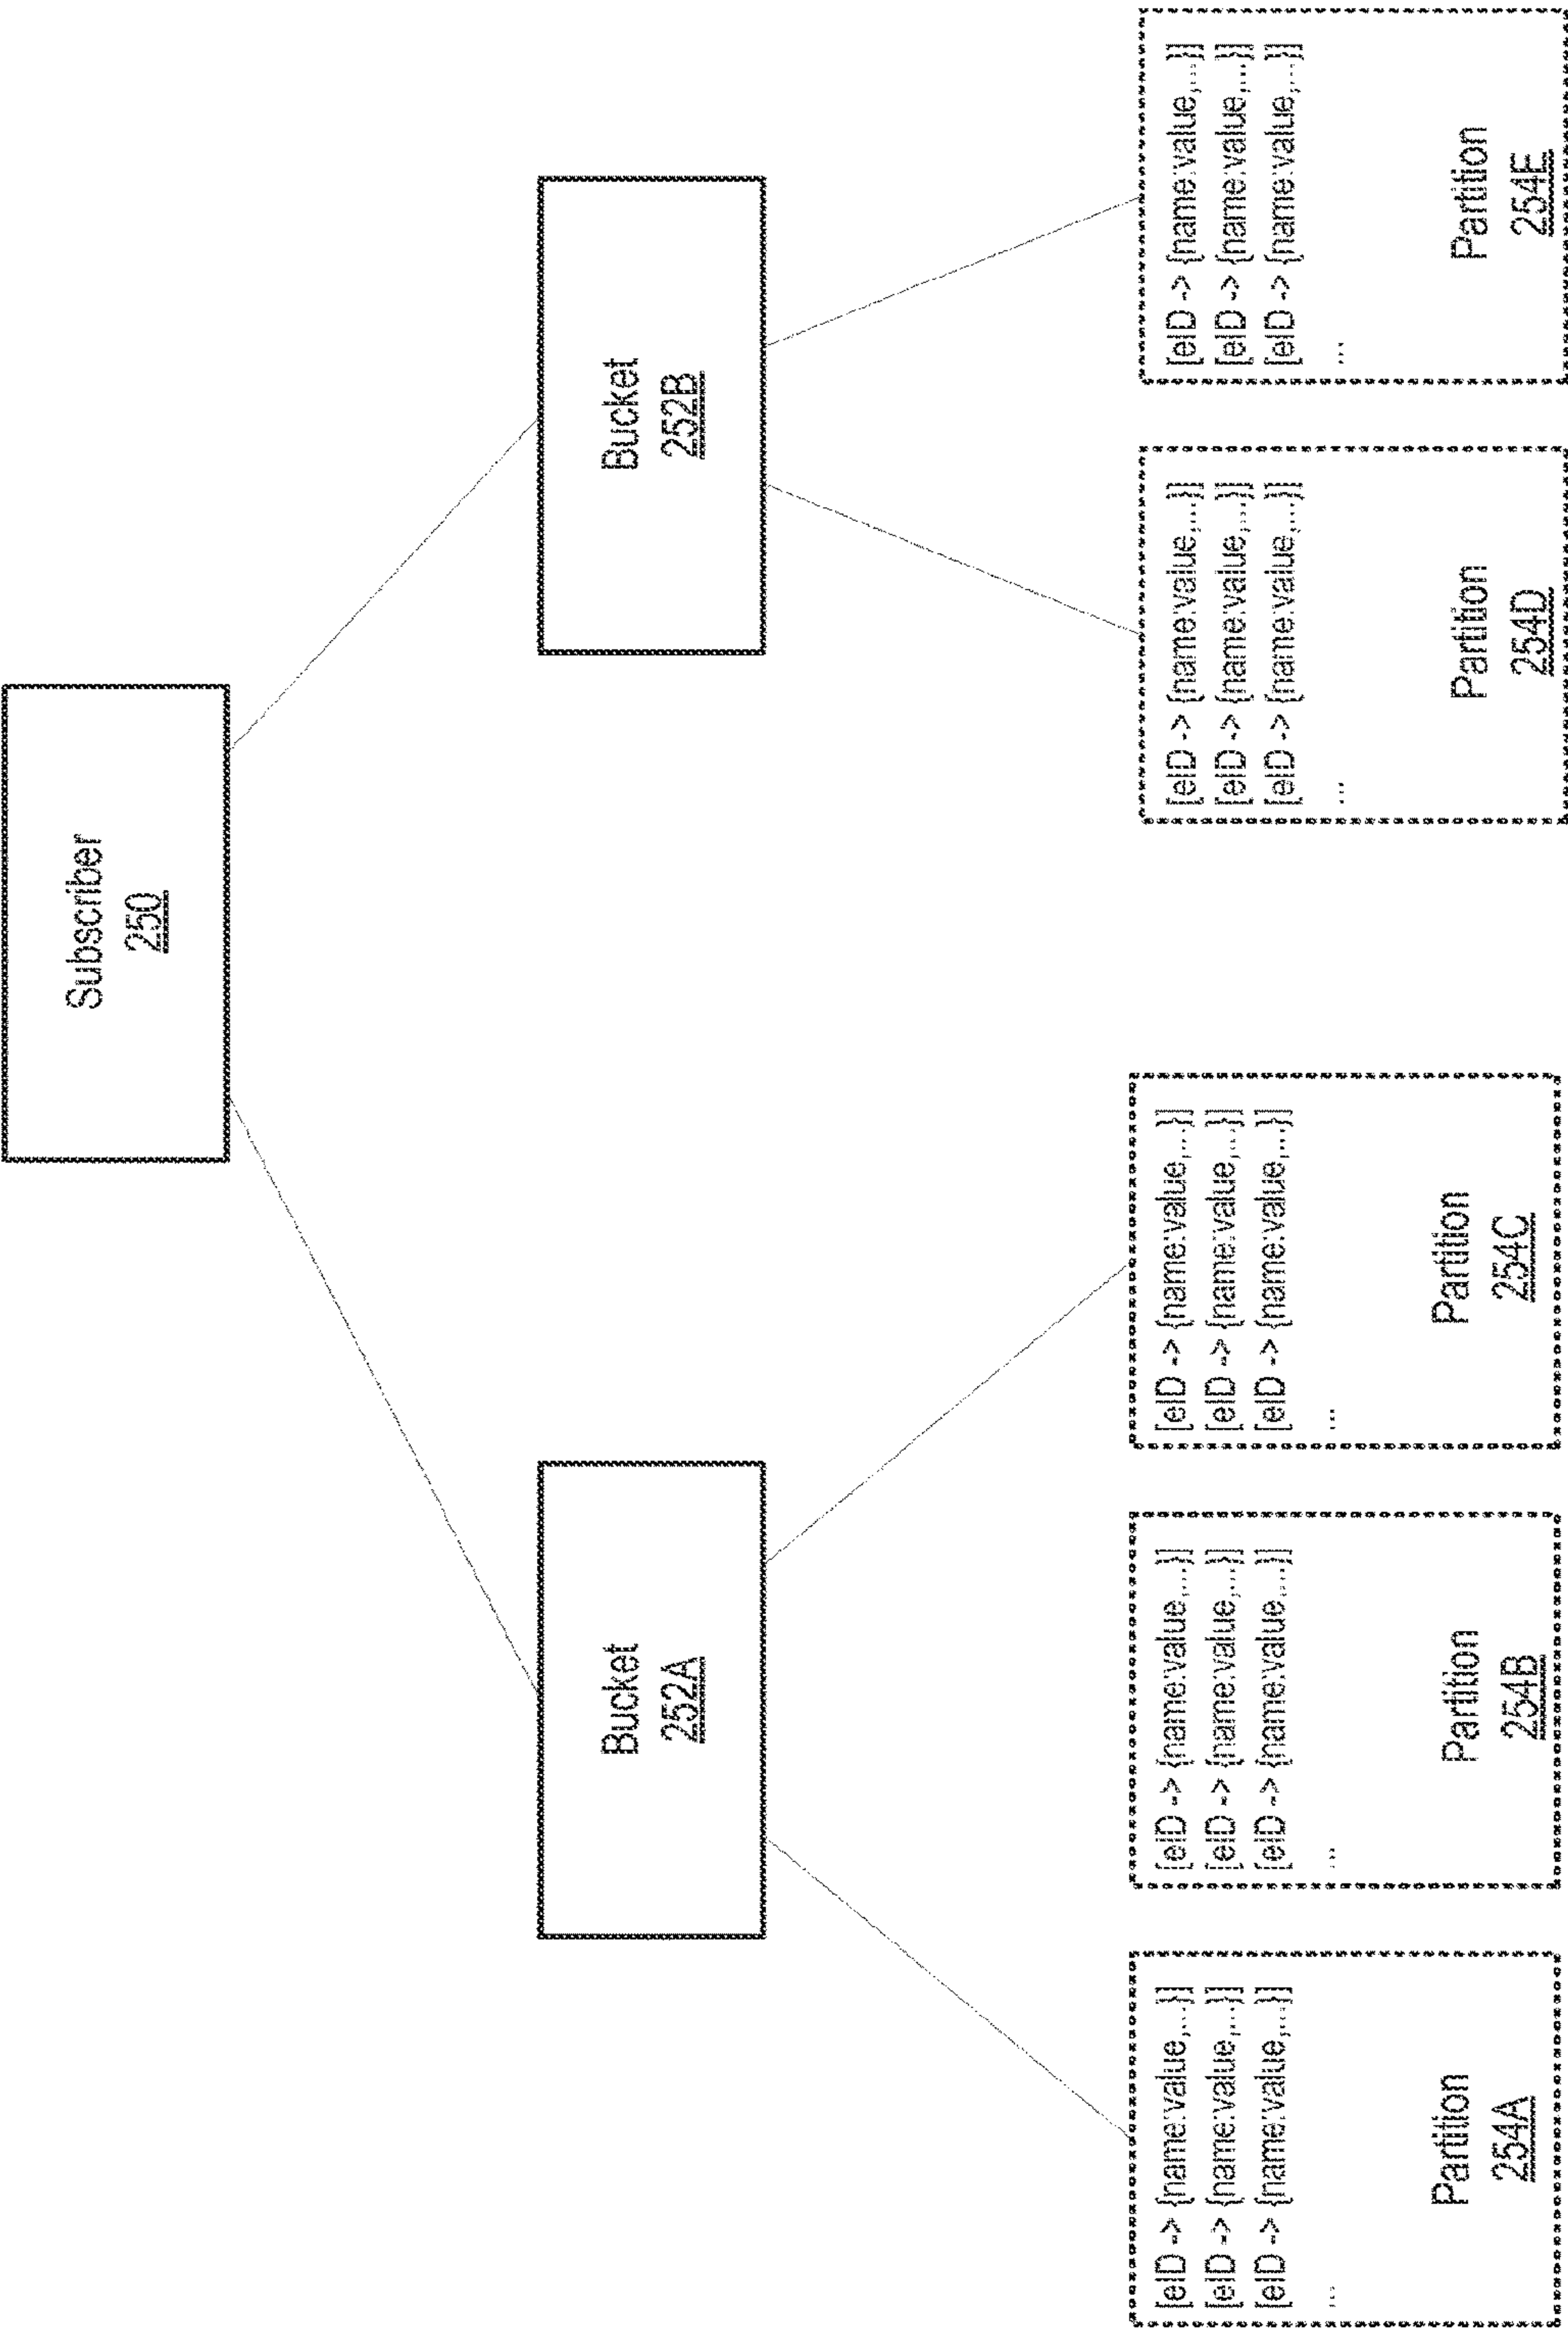 Subscriber
250
Bucket
252A
Bucket
252B
[eID -> {name:value,...}]
[eID -> {name:value,...}]
[eID -> {name:value,...}]
...
Partition
254A
[eID -> {name:value,...}]
[eID -> {name:value,...}]
[eID -> {name:value,...}]
...
Partition
254B
[eID -> {name:value,...}]
[eID -> {name:value,...}]
[eID -> {name:value,...}]
...
Partition
254C
[eID -> {name:value,...}]
[eID -> {name:value,...}]
[eID -> {name:value,...}]
...
Partition
254D
[eID -> {name:value,...}]
[eID -> {name:value,...}]
[eID -> {name:value,...}]
...
Partition
254E